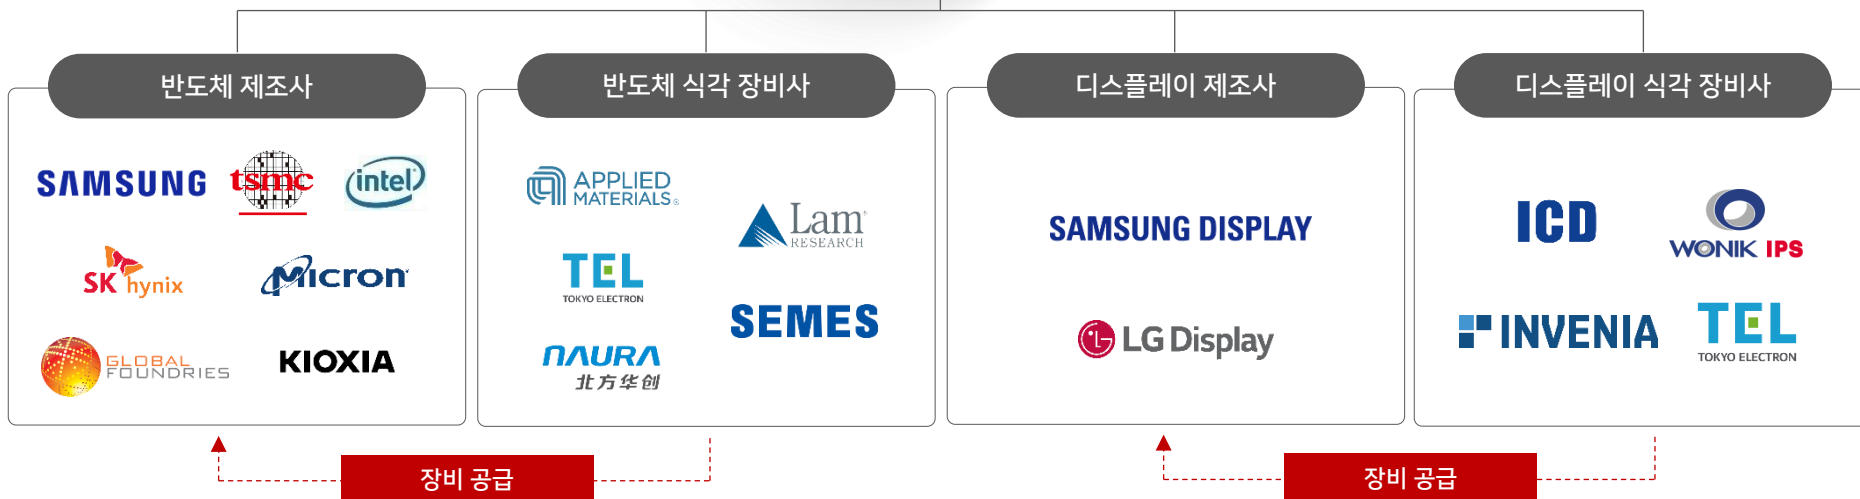 반도체 제조사
SAMSUNG
tsmc
intel
SK hynix
Micron
GLOBAL
FOUNDRIES
KIOXIA
반도체 식각 장비사
APPLIED
MATERIALS®
Lam
RESEARCH
TEL
TOKYO ELECTRON
SEMES
NAURA
北方华创
장비 공급
디스플레이 제조사
SAMSUNG DISPLAY
LG Display
디스플레이 식각 장비사
ICD
WONIK IPS
INVENIA
TEL
TOKYO ELECTRON
장비 공급